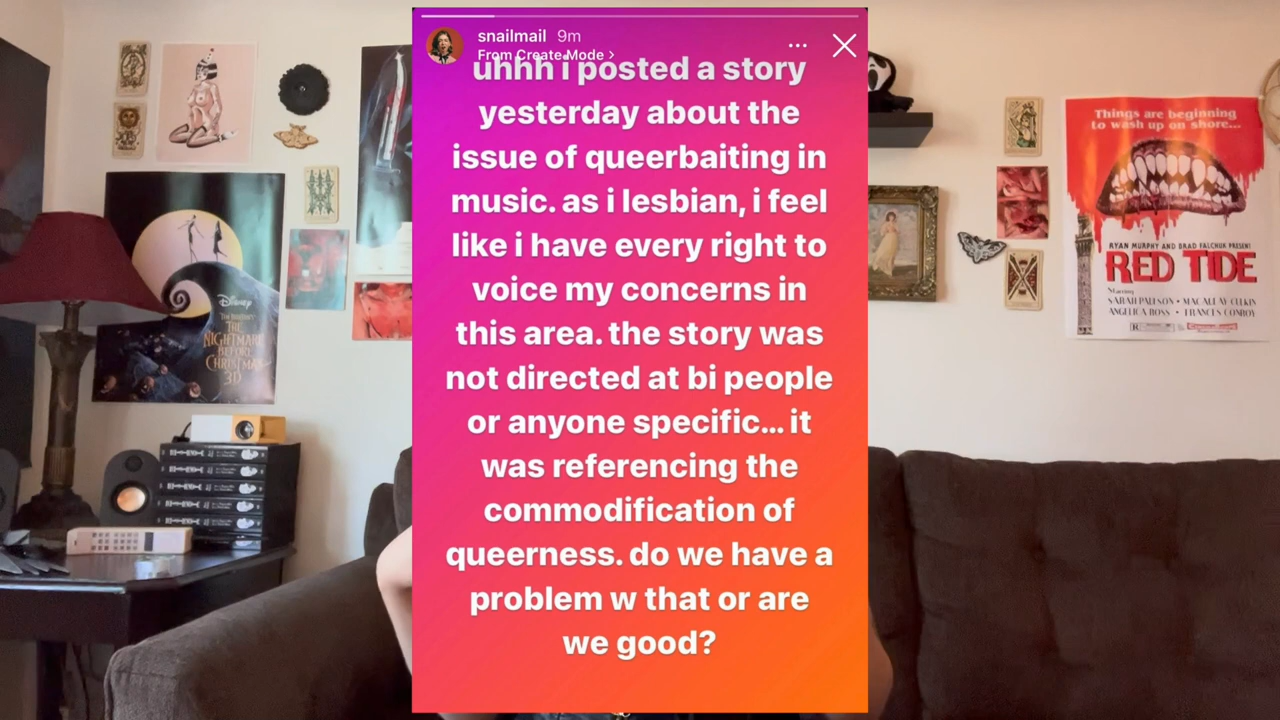 snailmail 9m
From Create Mode >
uhhh i posted a story
yesterday about the
issue of queerbaiting in
music. as i lesbian, i feel
like i have every right to
voice my concerns in
this area. the story was
not directed at bi people
or anyone specific... it
was referencing the
commodification of
queerness. do we have a
problem w that or are
we good?
Disney
TIM BURTON'S
THE
NIGHTMARE
BEFORE
CHRISTMAS
3D
Things are beginning
to wash up on shore...
RYAN MURPHY AND BRAD FALCHUK PRESENT
RED TIDE
Starring
SARAH PAULSON • MACAULAY CULKIN
ANGELICA ROSS • FRANCES CONROY
R